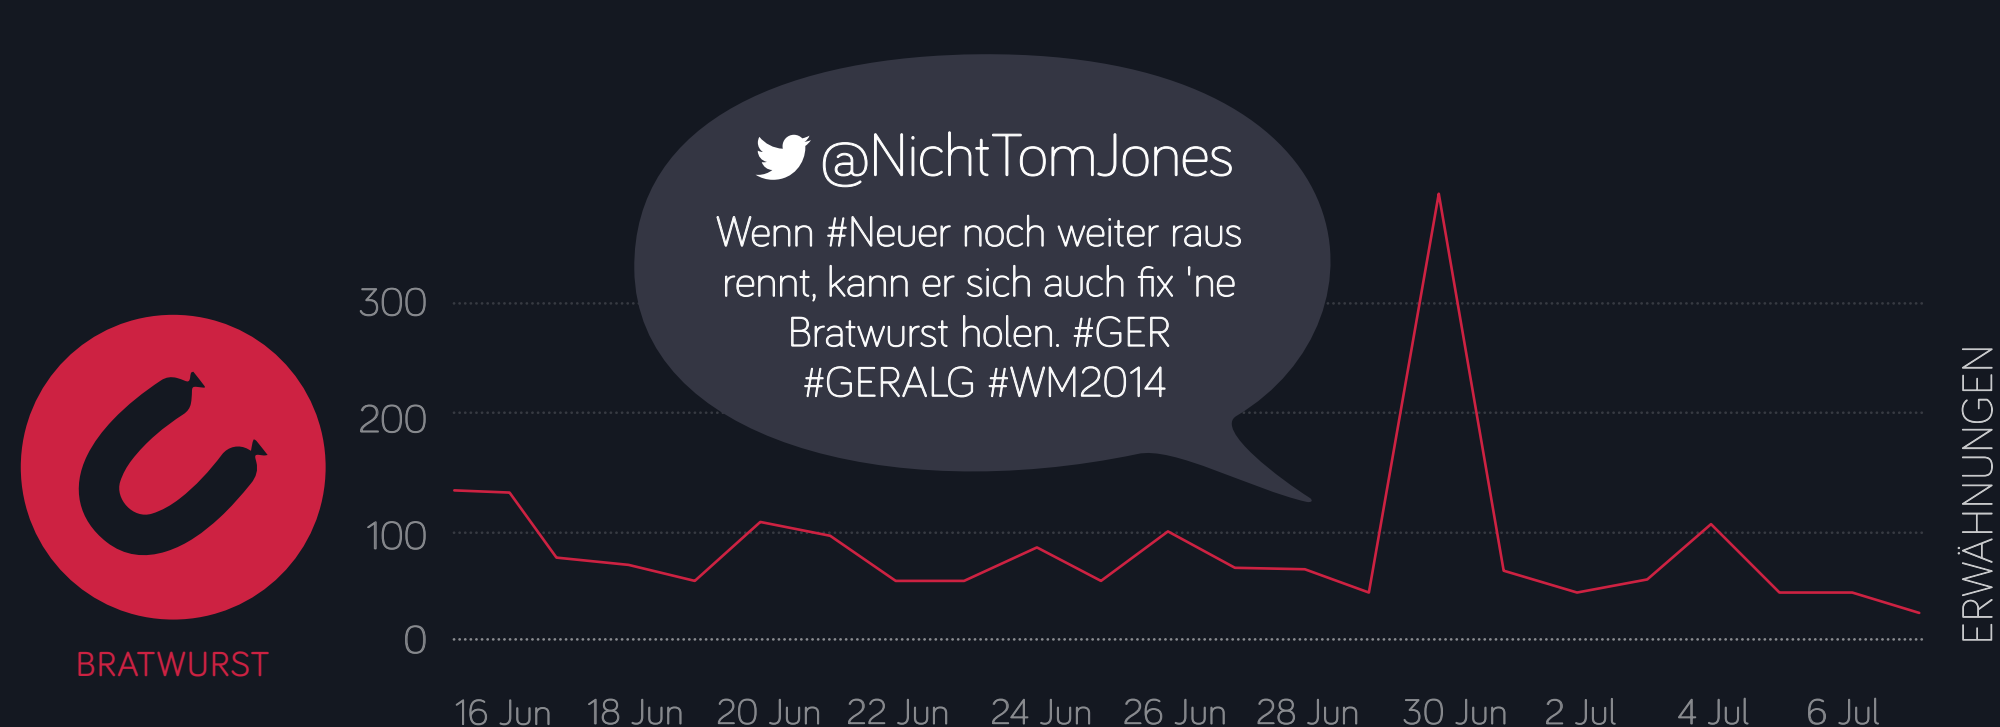 @NichtTomJones
Wenn #Neuer noch weiter raus
rennt, kann er sich auch fix 'ne
Bratwurst holen. #GER
#GERALG #WM2014
300
200
100
0
BRATWURST
ERWÄHNUNGEN
16 Jun 18 Jun 20 Jun 22 Jun 24 Jun 26 Jun 28 Jun 30 Jun 2 Jul 4 Jul 6 Jul